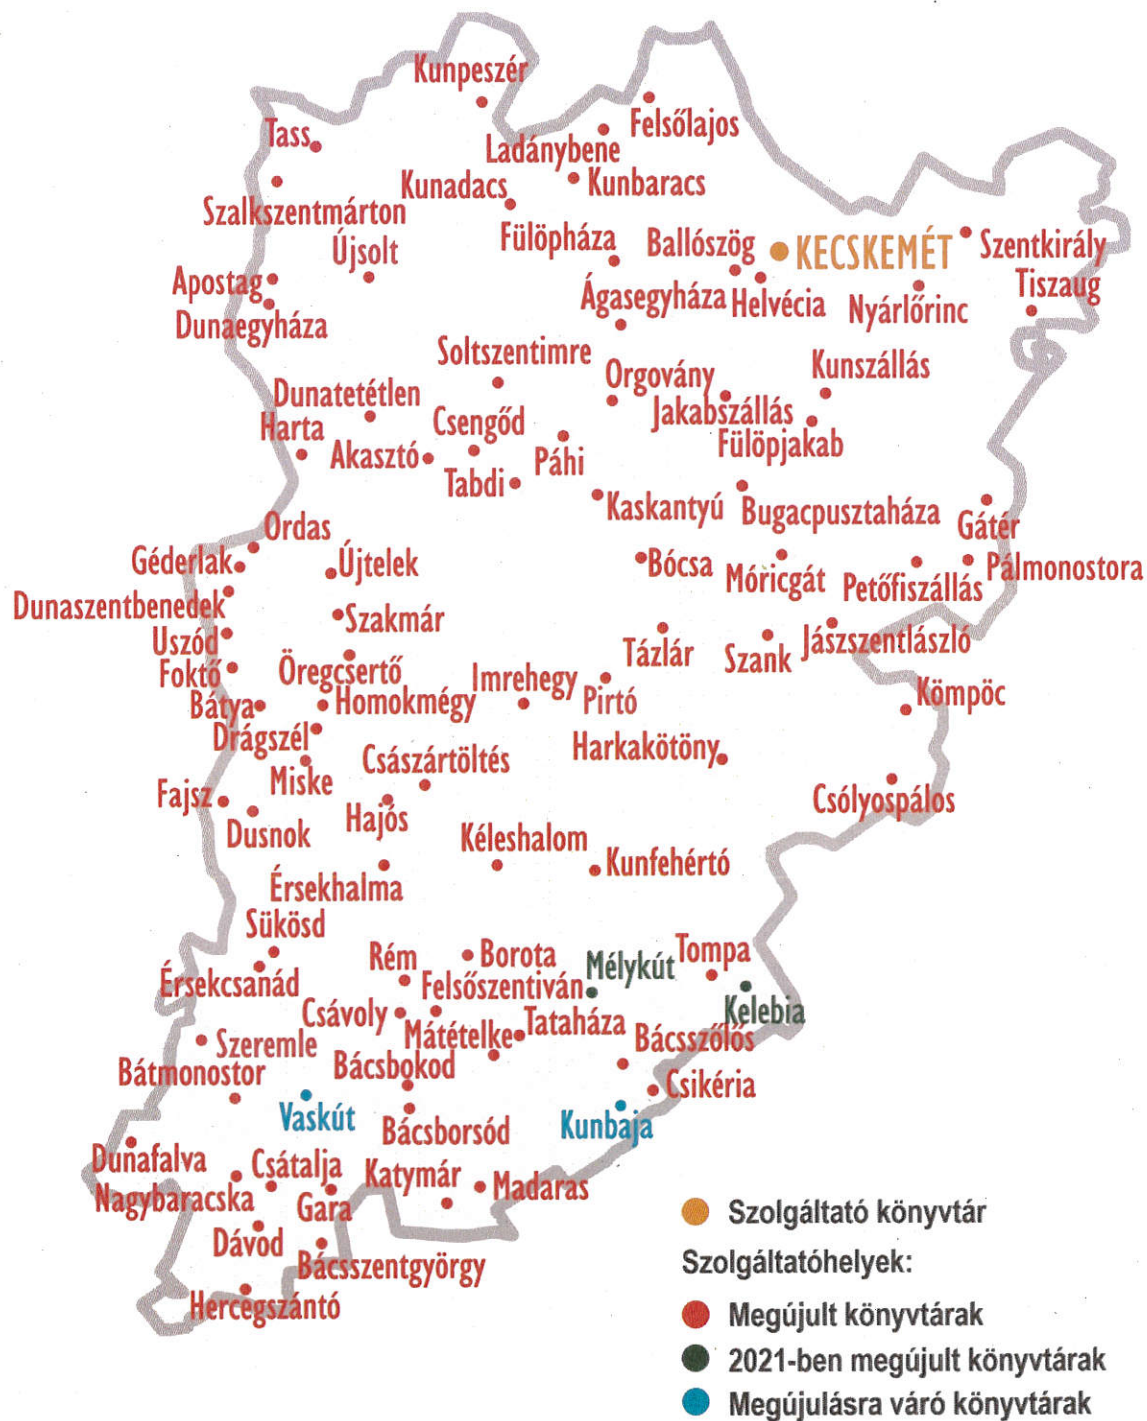 Kunpeszér
Felsőlajos
Tass
Ladánybene
Kunadacs
Kunbaracs
Szalkszentmárton
Fülöpháza
Ballószög
KECSKEMÉT
Szentkirály
Újsolt
Apostag
Ágasegyháza
Helvécia
Nyárlőrinc
Tiszaug
Dunaegyháza
Soltszentimre
Orgovány
Kunszállás
Dunatetétlen
Jakabszállás
Harta
Csengőd
Fülöpjakab
Akasztó
Páhi
Tabdi
Kaskantyú
Bugacpusztaháza
Gátér
Ordas
Géderlak
Újtelek
Bócsa
Móricgát
Petőfiszállás
Pálmonostora
Dunaszentbenedek
Szakmár
Uszód
Jászszentlászló
Foktő
Öregcsertő
Tázlár
Szank
Imrehegy
Pirtó
Kömpöc
Bátya
Homokmégy
Drágszél
Harkakötöny
Császártöltés
Miske
Fajsz
Csólyospálos
Hajós
Dusnok
Kéleshalom
Kunfehértó
Érsekhalma
Sükösd
Rém
Borota
Mélykút
Tompa
Érsekcsanád
Felsőszentiván
Kelebia
Csávoly
Mátételke
Tataháza
Bácsszőlős
Szeremle
Bácsbokod
Bátmonostor
Csikéria
Vaskút
Bácsborsód
Kunbaja
Dunafalva
Csátalja
Katymár
Madaras
Nagybaracska
Gara
Dávod
Bácsszentgyörgy
Hercegszántó
Szolgáltató könyvtár
Szolgáltatóhelyek:
Megújult könyvtárak
2021-ben megújult könyvtárak
Megújulásra váró könyvtárak